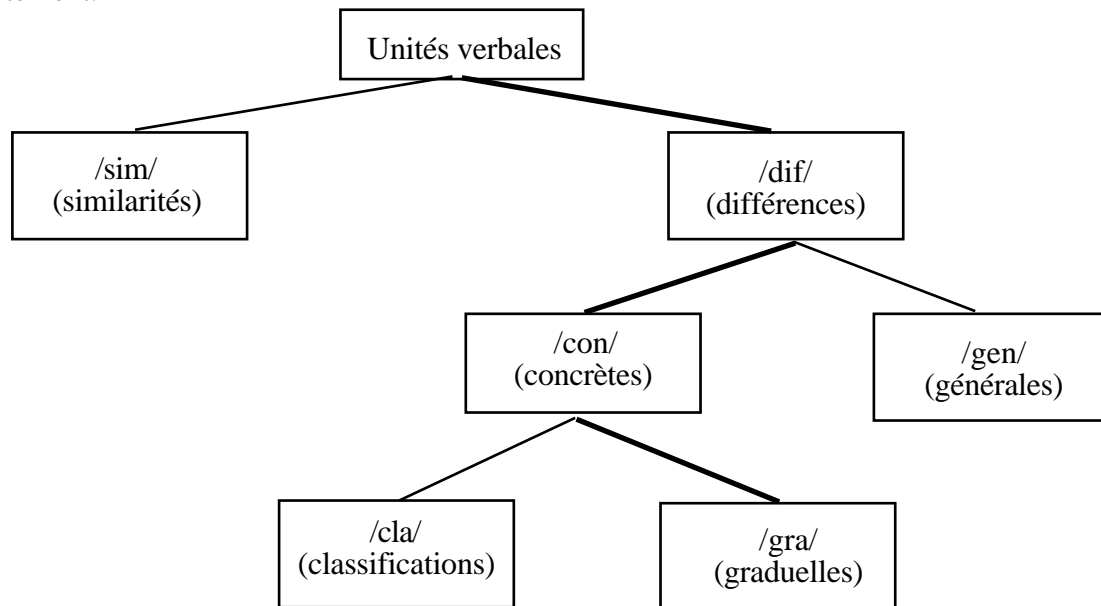 Unités verbales
/sim/
(similarités)
/dif/
(différences)
/con/
(concrètes)
/gen/
(générales)
/cla/
(classifications)
/gra/
(graduelles)